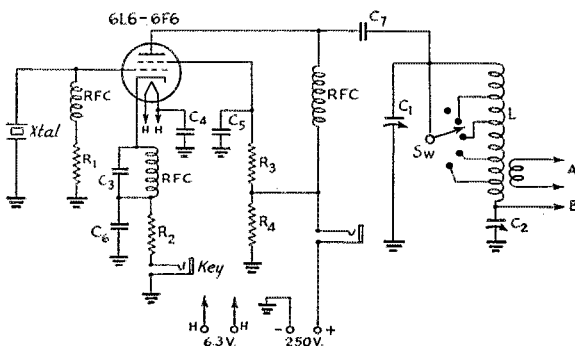 6L6-6F6
C7
RFC
Xtal
R1
H H
C4
C5
R3
RFC
C1
Sw
L
A
B
C2
C3
RFC
C6
R2
R4
Key
H H
6.3V.
- +
250V.